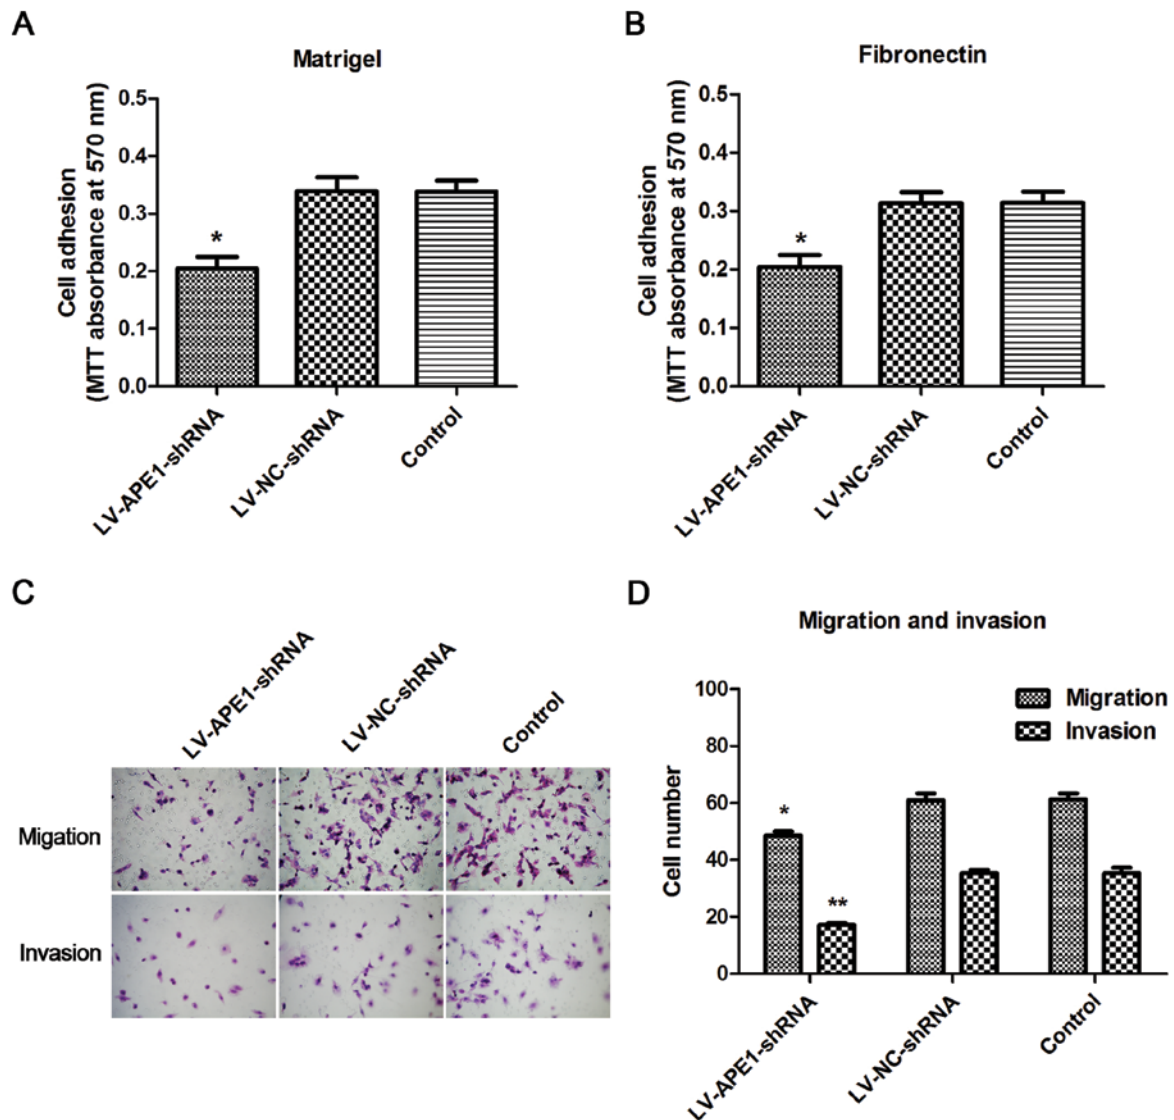 A
Matrigel
Cell adhesion
(MTT absorbance at 570 nm)
0.5
0.4
0.3
0.2
0.1
0.0
*
LV-APE1-shRNA
LV-NC-shRNA
Control
B
Fibronectin
Cell adhesion
(MTT absorbance at 570 nm)
0.5
0.4
0.3
0.2
0.1
0.0
*
LV-APE1-shRNA
LV-NC-shRNA
Control
C
LV-APE1-shRNA
LV-NC-shRNA
Control
Migation
Invasion
D
Migration and invasion
Migration
Invasion
Cell number
100
80
60
40
20
0
*
**
LV-APE1-shRNA
LV-NC-shRNA
Control